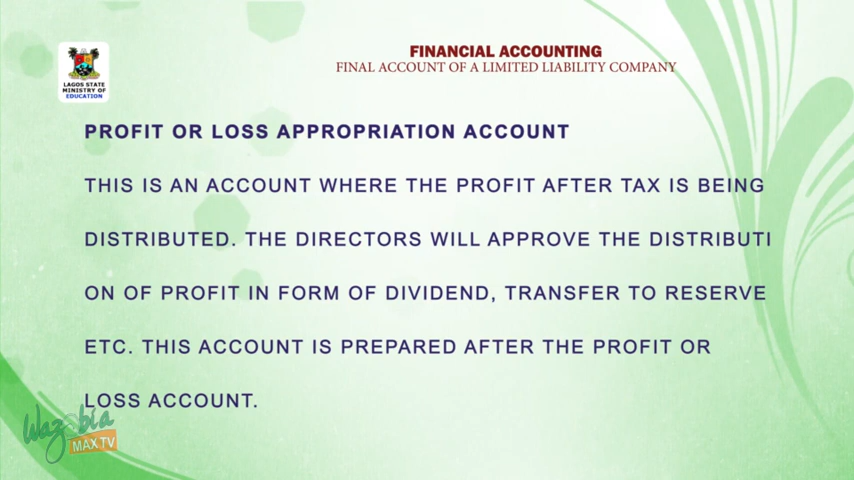 FINANCIAL ACCOUNTING
FINAL ACCOUNT OF A LIMITED LIABILITY COMPANY
LAGOS STATE
MINISTRY OF
EDUCATION
PROFIT OR LOSS APPROPRIATION ACCOUNT
THIS IS AN ACCOUNT WHERE THE PROFIT AFTER TAX IS BEING
DISTRIBUTED. THE DIRECTORS WILL APPROVE THE DISTRIBUTI
ON OF PROFIT IN FORM OF DIVIDEND, TRANSFER TO RESERVE
ETC. THIS ACCOUNT IS PREPARED AFTER THE PROFIT OR
LOSS ACCOUNT.
Wazobia
MAX TV